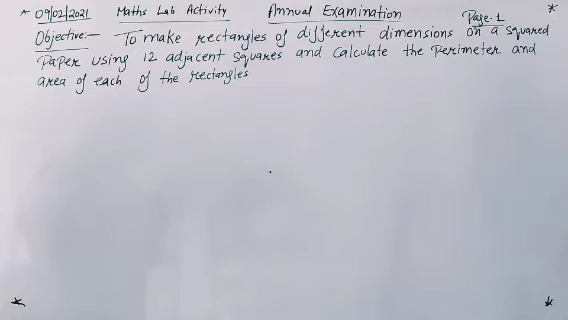 09/02/2021 Maths Lab Activity Annual Examination Page-1
Objective:- To make rectangles of different dimensions on a squared
Paper using 12 adjacent squares and calculate the Perimeter and
area of each of the rectangles.